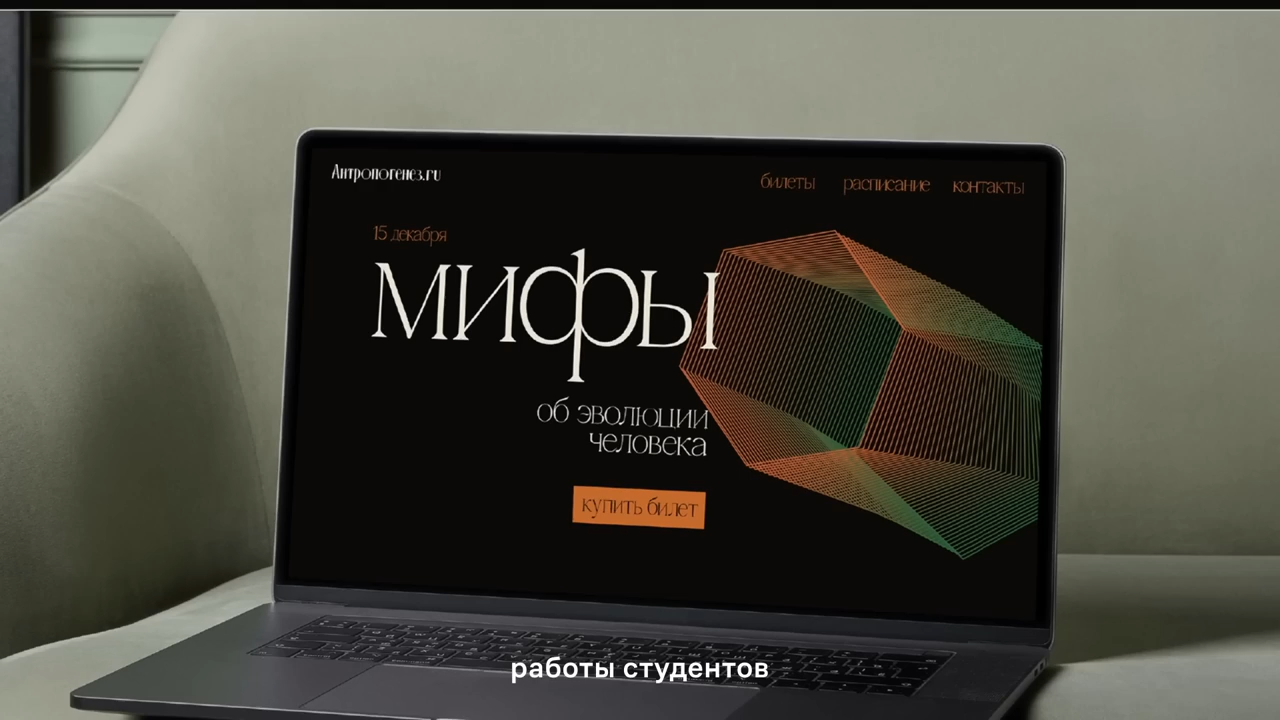 Антропогенез.ru
билеты расписание контакты
15 декабря
мифы
об эволюции
человека
купить билет
работы студентов